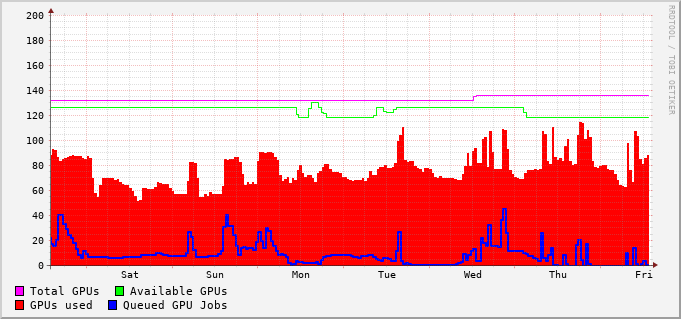 RRDTOOL / TOBI OETIKER
200
180
160
140
120
100
80
60
40
20
0
Sat Sun Mon Tue Wed Thu Fri
Total GPUs Available GPUs
GPUs used Queued GPU Jobs